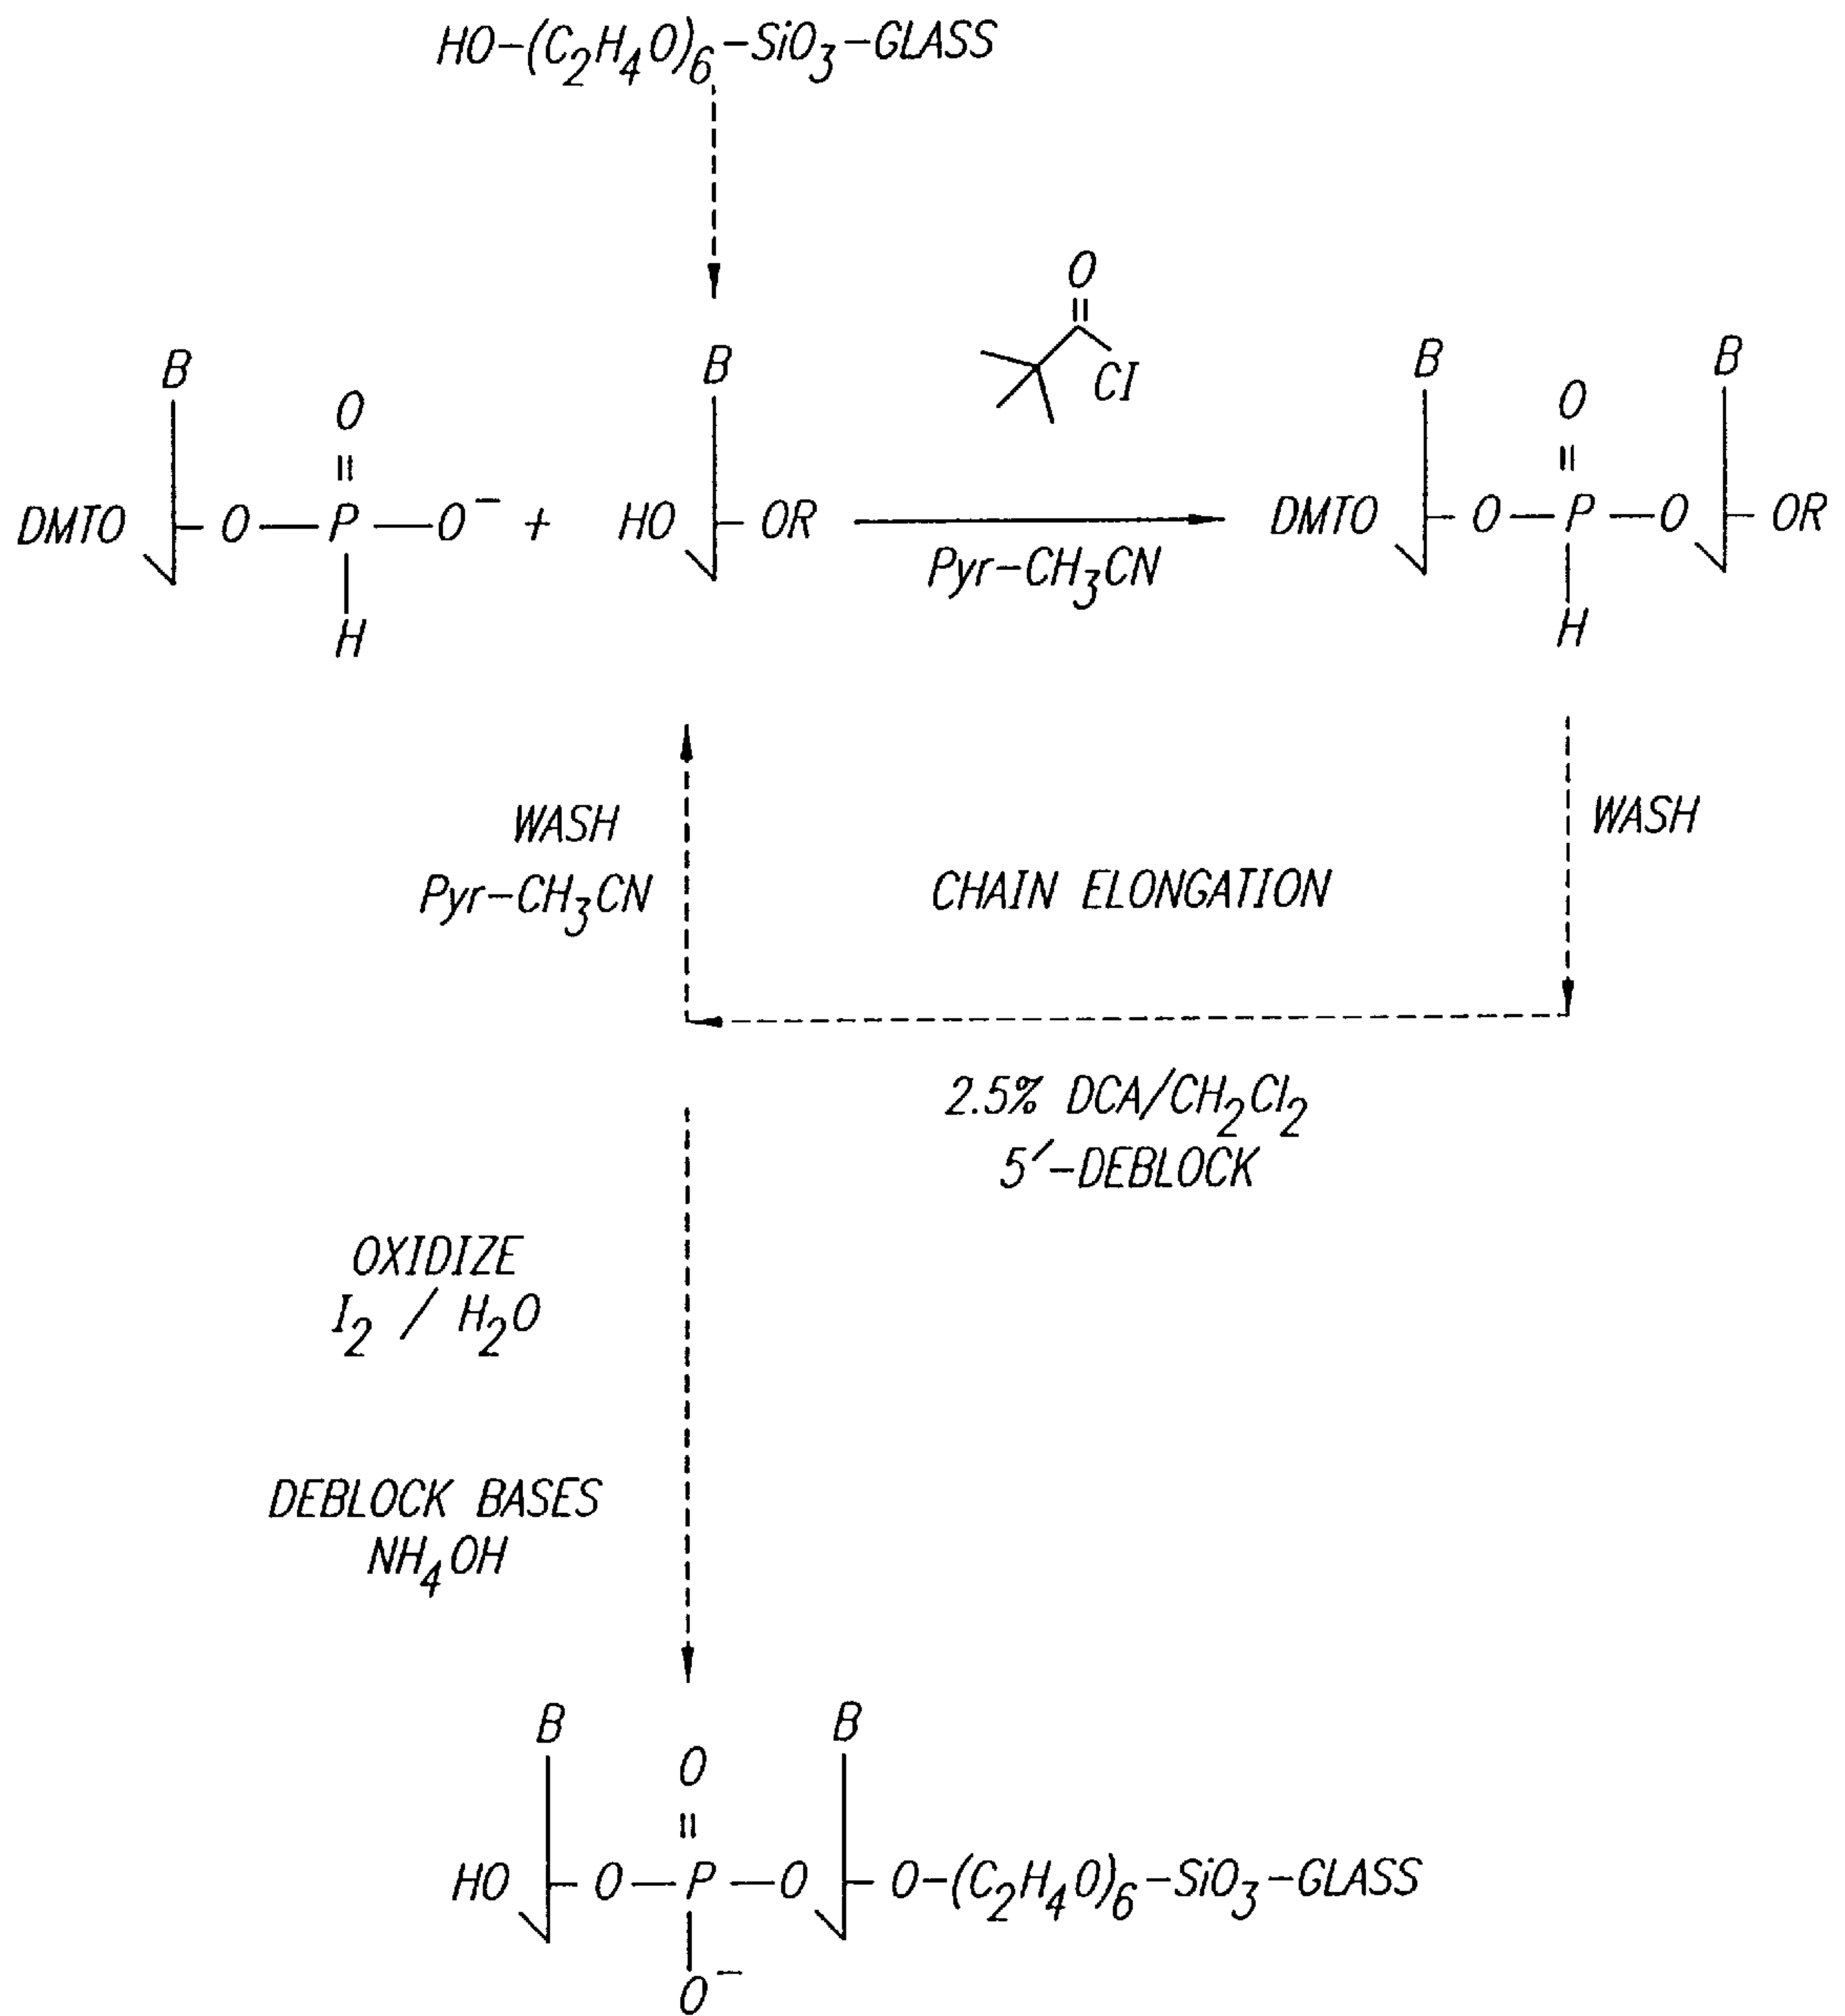 HO-(C₂H₄O)₆-SiO₃-GLASS
O
Cl
B O B B O B
DMTO O P O⁻ + HO OR DMTO O P O OR
Pyr-CH₃CN
H H
WASH
Pyr-CH₃CN
CHAIN ELONGATION
WASH
2.5% DCA/CH₂Cl₂
5′-DEBLOCK
OXIDIZE
I₂ / H₂O
DEBLOCK BASES
NH₄OH
B O B
HO O P O O-(C₂H₄O)₆-SiO₃-GLASS
O⁻